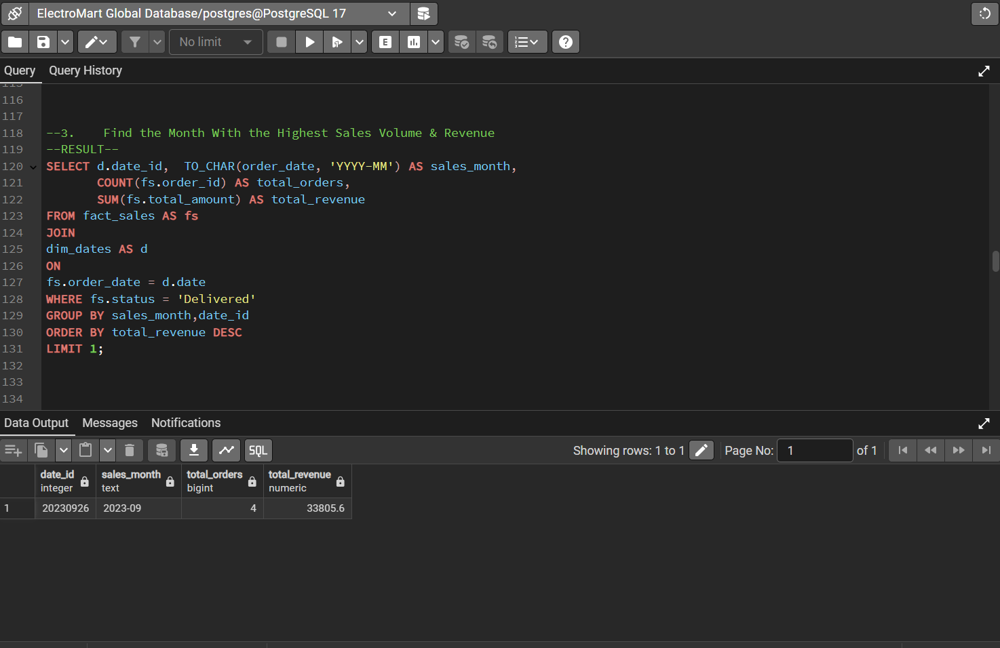 ElectroMart Global Database/postgres@PostgreSQL 17
No limit
Query Query History
115
116
117
118 --3.    Find the Month With the Highest Sales Volume & Revenue
119 --RESULT--
120 SELECT d.date_id,  TO_CHAR(order_date, 'YYYY-MM') AS sales_month,
121        COUNT(fs.order_id) AS total_orders,
122        SUM(fs.total_amount) AS total_revenue
123 FROM fact_sales AS fs
124 JOIN
125 dim_dates AS d
126 ON
127 fs.order_date = d.date
128 WHERE fs.status = 'Delivered'
129 GROUP BY sales_month,date_id
130 ORDER BY total_revenue DESC
131 LIMIT 1;
132
133
134
Data Output Messages Notifications
SQL Showing rows: 1 to 1 Page No: 1 of 1
date_id sales_month total_orders total_revenue
integer text bigint numeric
1 20230926 2023-09 4 33805.6